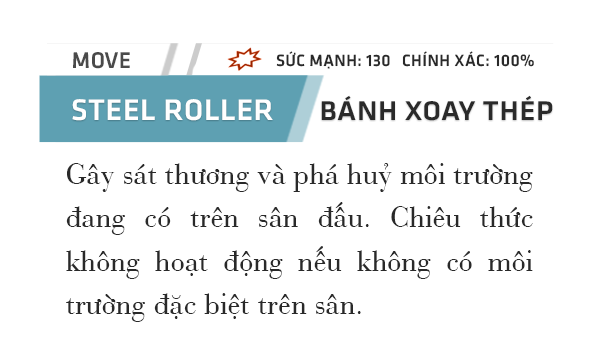 MOVE SỨC MẠNH: 130 CHÍNH XÁC: 100%
STEEL ROLLER BÁNH XOAY THÉP
Gây sát thương và phá huỷ môi trường
đang có trên sân đấu. Chiêu thức
không hoạt động nếu không có môi
trường đặc biệt trên sân.